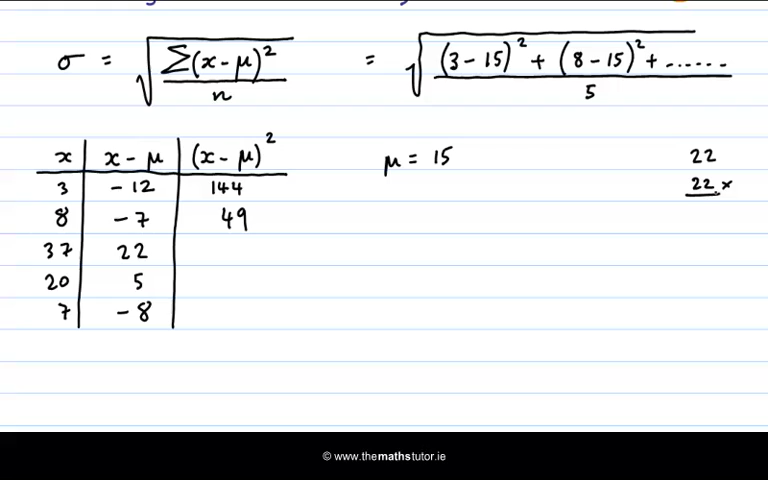 σ = √(Σ(x - μ)² / n) = √(((3 - 15)² + (8 - 15)² + ......) / 5)
x | x - μ | (x - μ)²
3 | -12 | 144
8 | -7 | 49
37 | 22
20 | 5
7 | -8
μ = 15
22
22 ×
© www.themathstutor.ie